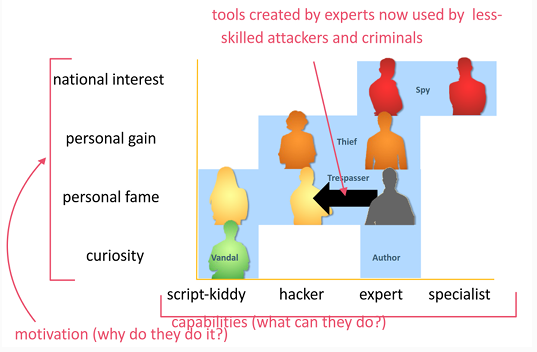 tools created by experts now used by less-
skilled attackers and criminals
national interest
Spy
personal gain
Thief
Trespasser
personal fame
curiosity
Vandal
Author
script-kiddy
hacker
expert
specialist
capabilities (what can they do?)
motivation (why do they do it?)